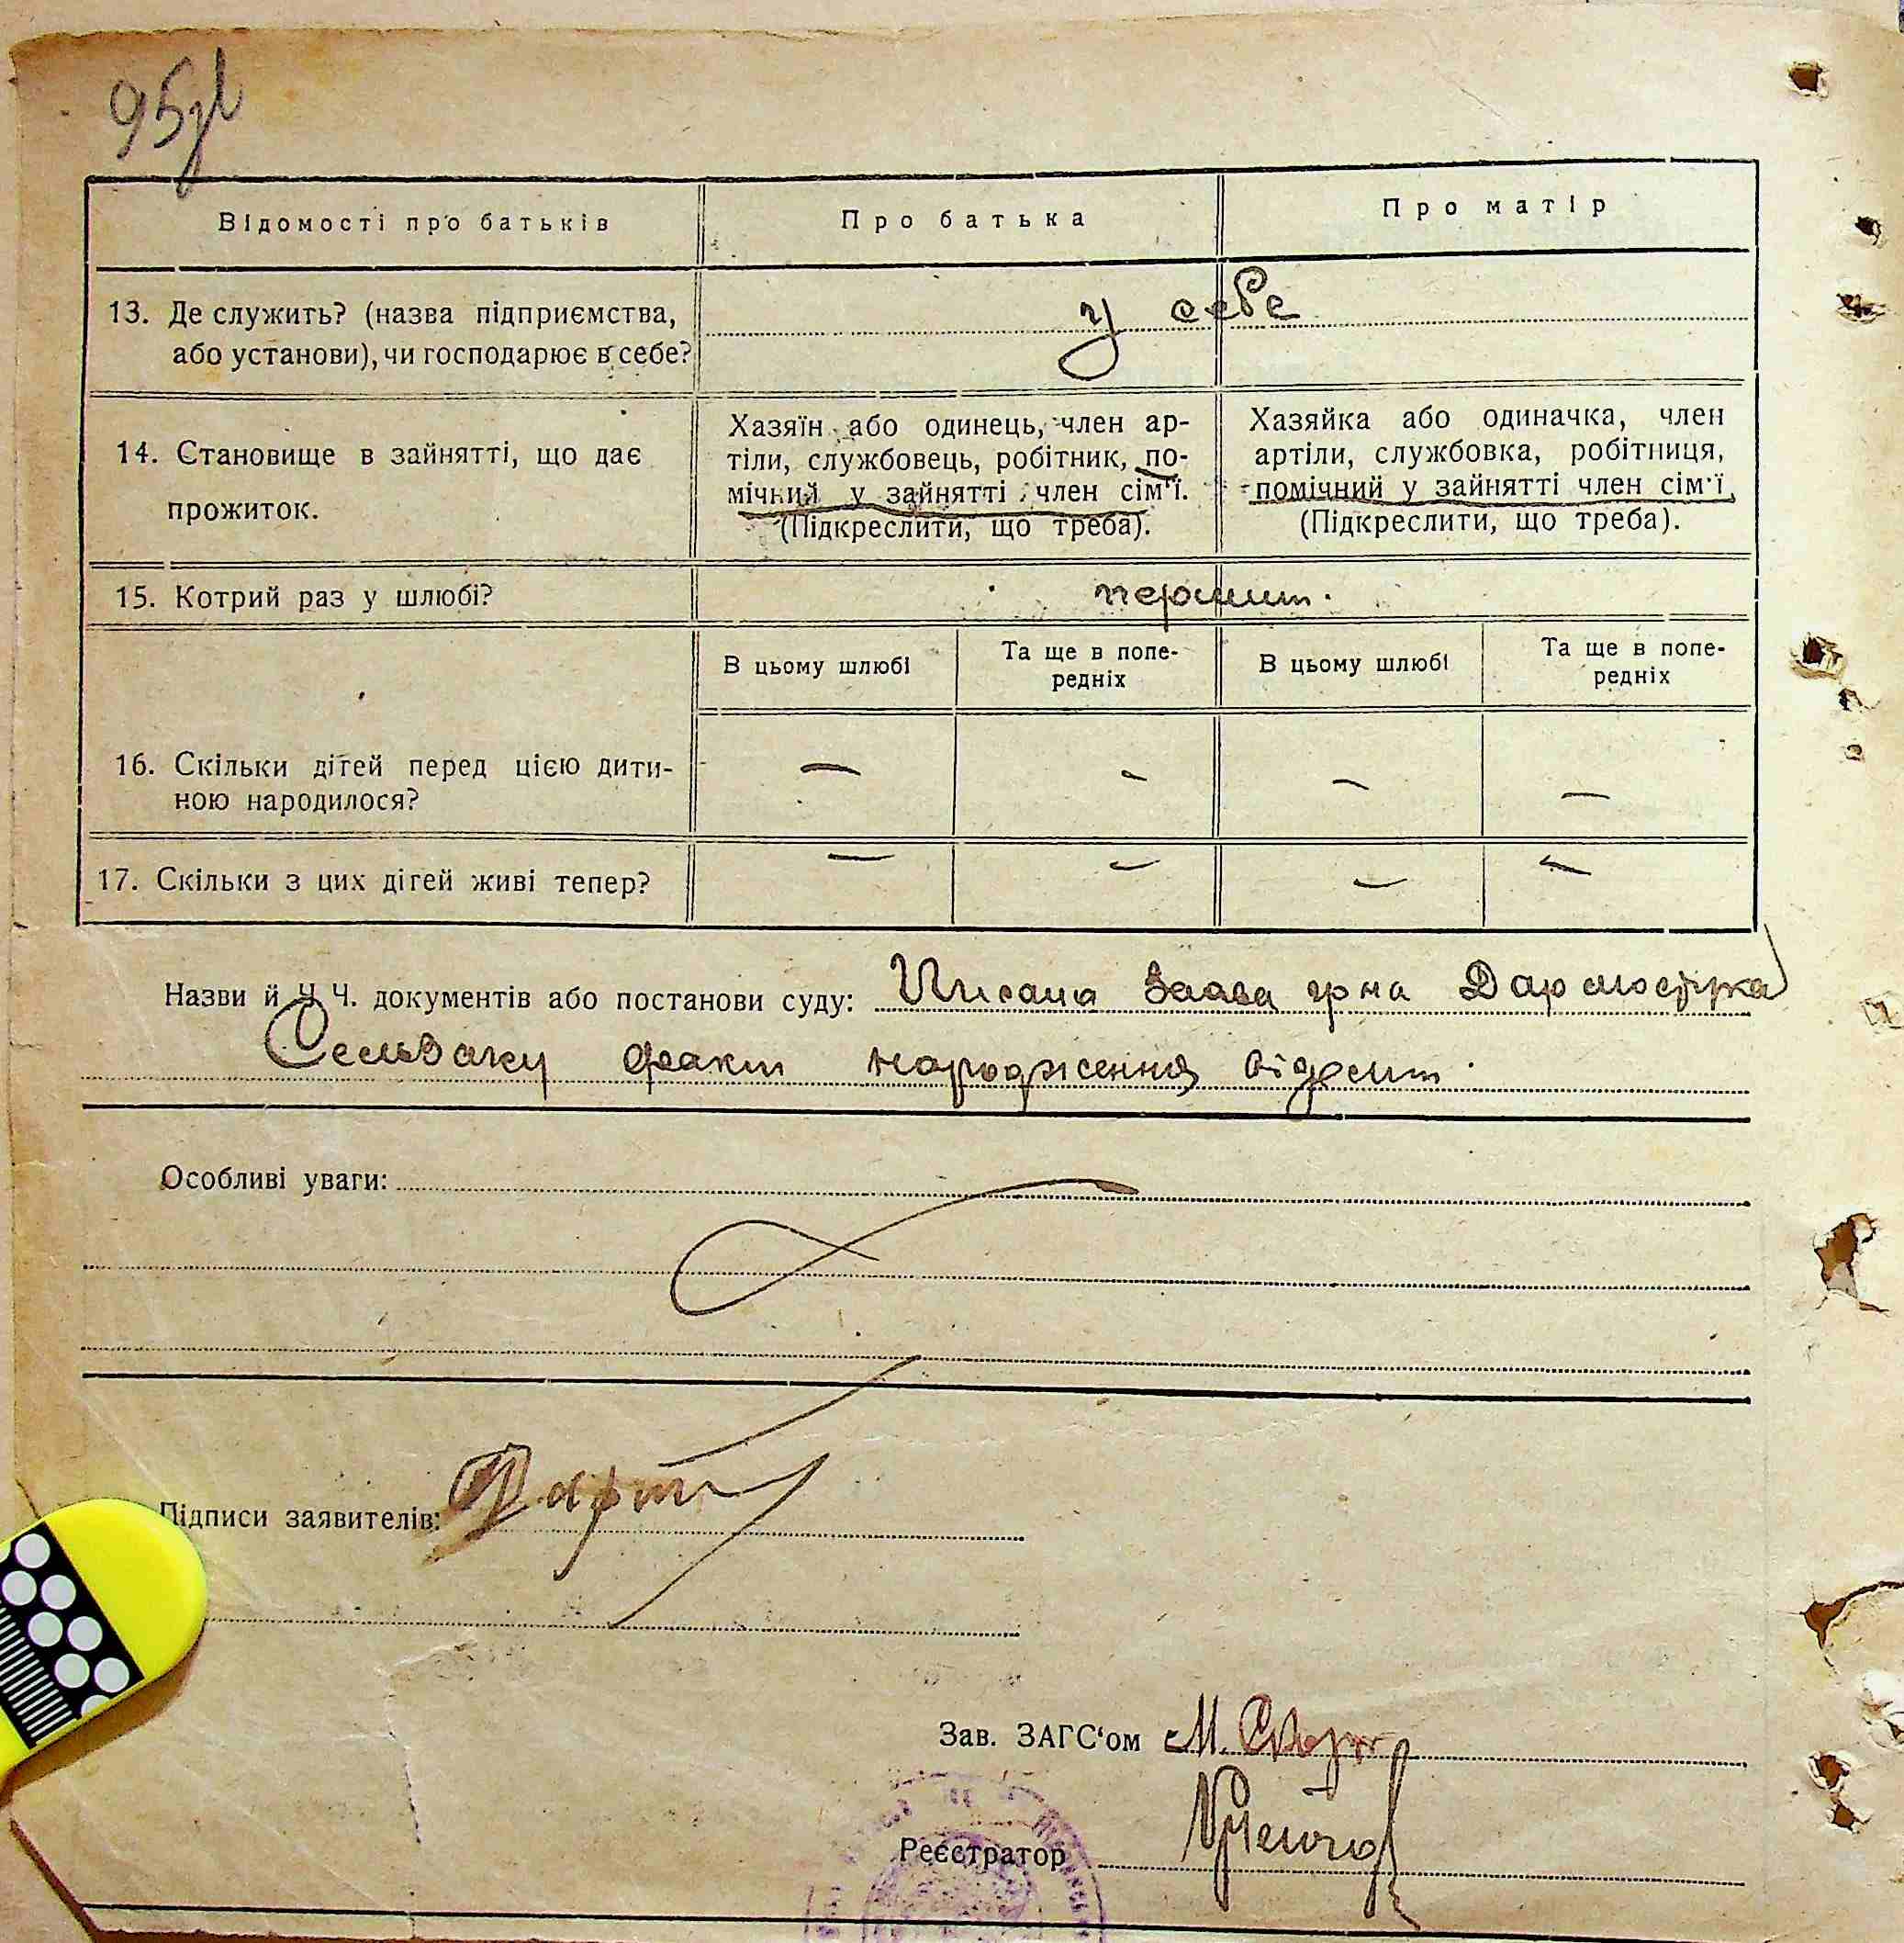 95
Відомості про батьків
Про батька
Про матір
13. Де служить? (назва підприємства,
або установи), чи господарює в себе?
у себе
14. Становище в зайнятті, що дає
прожиток.
Хазяїн або одинець, член ар-
тіли, службовець, робітник, по-
мічний у зайнятті член сім'ї.
(Підкреслити, що треба).
Хазяйка або одиначка, член
артіли, службовка, робітниця,
помічний у зайнятті член сім'ї,
(Підкреслити, що треба).
15. Котрий раз у шлюбі?
перший.
В цьому шлюбі
Та ще в попе-
редніх
В цьому шлюбі
Та ще в попе-
редніх
16. Скільки дітей перед цією дити-
ною народилося?
— - - —
17. Скільки з цих дітей живі тепер?
— - - -
Назви й Ч Ч. документів або постанови суду: Писана Заява гр на
факт народження
Особливі уваги:
Підписи заявителів:
Зав. ЗАГС'ом М.
Реєстратор